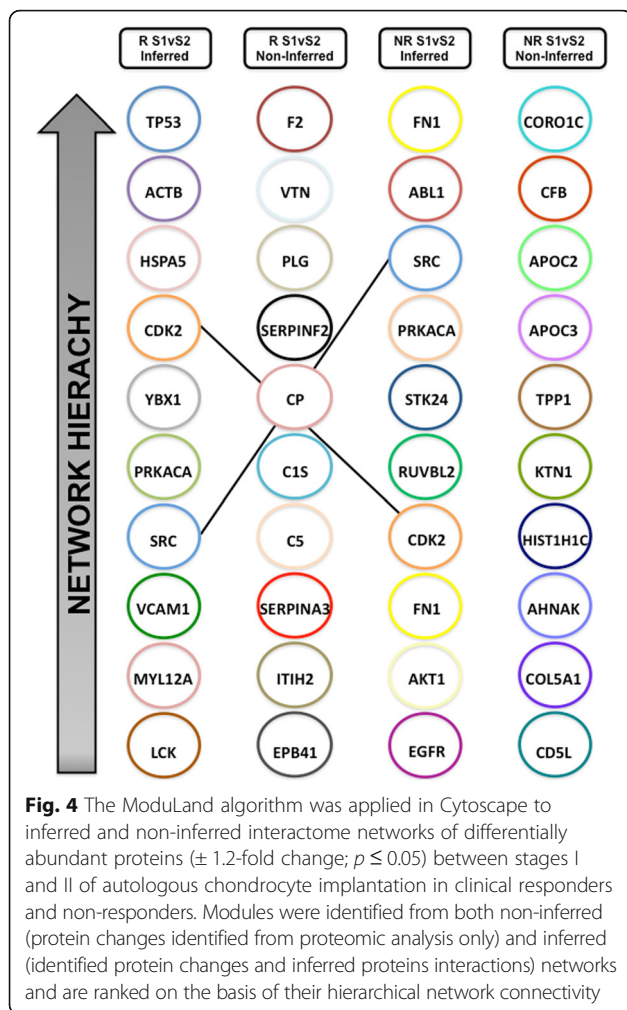 R S1vS2
Inferred
R S1vS2
Non-Inferred
NR S1vS2
Inferred
NR S1vS2
Non-Inferred
NETWORK HIERACHY
TP53
F2
FN1
CORO1C
ACTB
VTN
ABL1
CFB
HSPA5
PLG
SRC
APOC2
CDK2
SERPINF2
PRKACA
APOC3
YBX1
CP
STK24
TPP1
PRKACA
C1S
RUVBL2
KTN1
SRC
C5
CDK2
HIST1H1C
VCAM1
SERPINA3
FN1
AHNAK
MYL12A
ITIH2
AKT1
COL5A1
LCK
EPB41
EGFR
CD5L
Fig. 4 The ModuLand algorithm was applied in Cytoscape to
inferred and non-inferred interactome networks of differentially
abundant proteins (± 1.2-fold change; p ≤ 0.05) between stages I
and II of autologous chondrocyte implantation in clinical responders
and non-responders. Modules were identified from both non-inferred
(protein changes identified from proteomic analysis only) and inferred
(identified protein changes and inferred proteins interactions) networks
and are ranked on the basis of their hierarchical network connectivity